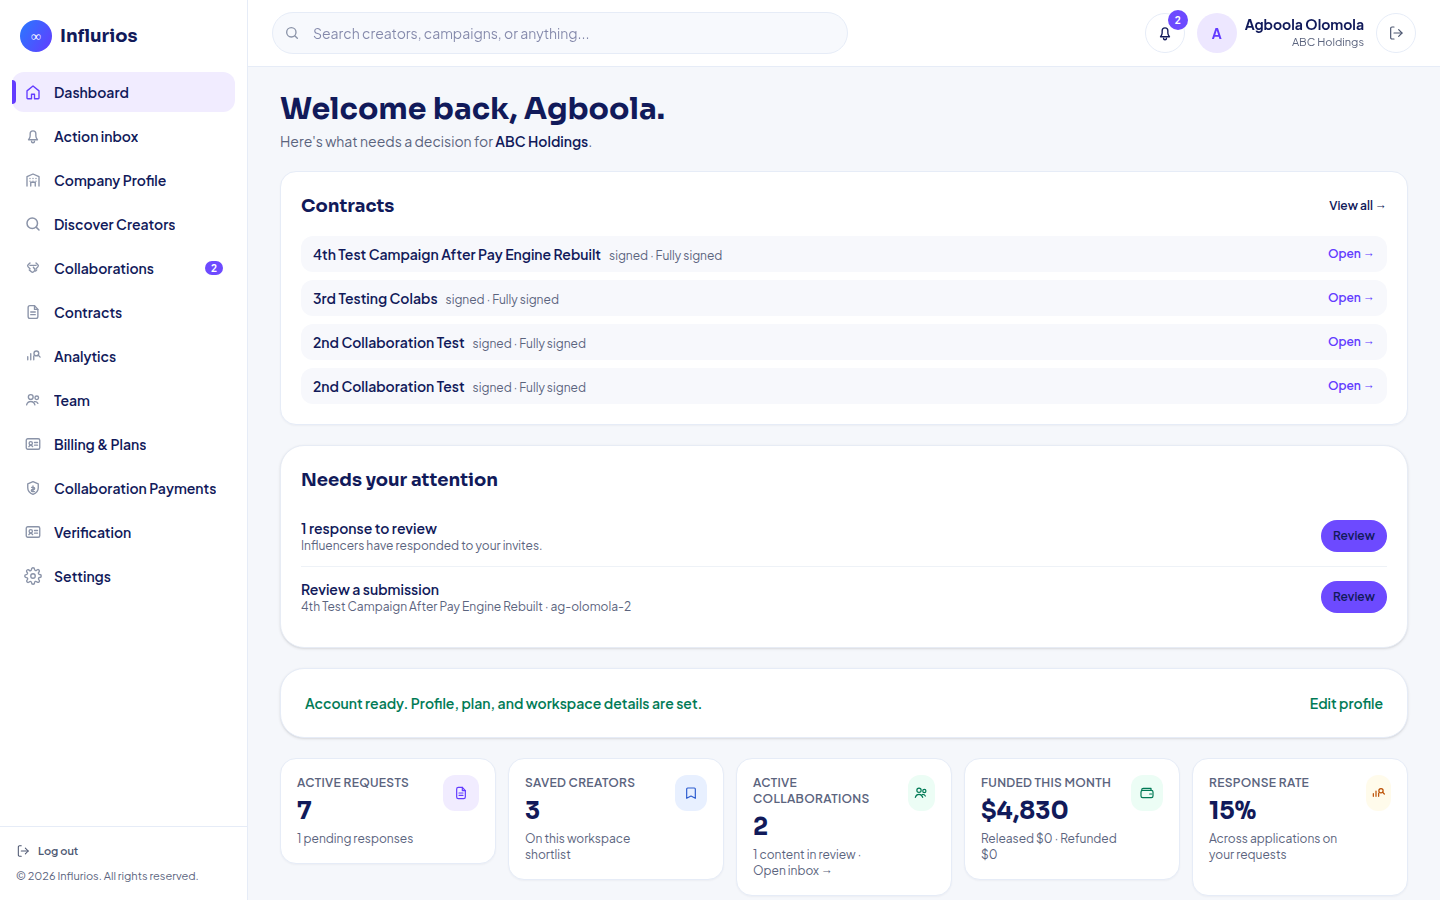 ∞ Influrios
Dashboard
Action inbox
Company Profile
Discover Creators
Collaborations 2
Contracts
Analytics
Team
Billing & Plans
Collaboration Payments
Verification
Settings
Log out
© 2026 Influrios. All rights reserved.
Search creators, campaigns, or anything...
2
A
Agboola Olomola
ABC Holdings
Welcome back, Agboola.
Here's what needs a decision for ABC Holdings.
Contracts View all →
4th Test Campaign After Pay Engine Rebuilt signed · Fully signed Open →
3rd Testing Colabs signed · Fully signed Open →
2nd Collaboration Test signed · Fully signed Open →
2nd Collaboration Test signed · Fully signed Open →
Needs your attention
1 response to review
Influencers have responded to your invites.
Review
Review a submission
4th Test Campaign After Pay Engine Rebuilt · ag-olomola-2
Review
Account ready. Profile, plan, and workspace details are set. Edit profile
ACTIVE REQUESTS
7
1 pending responses
SAVED CREATORS
3
On this workspace
shortlist
ACTIVE
COLLABORATIONS
2
1 content in review ·
Open inbox →
FUNDED THIS MONTH
$4,830
Released $0 · Refunded
$0
RESPONSE RATE
15%
Across applications on
your requests